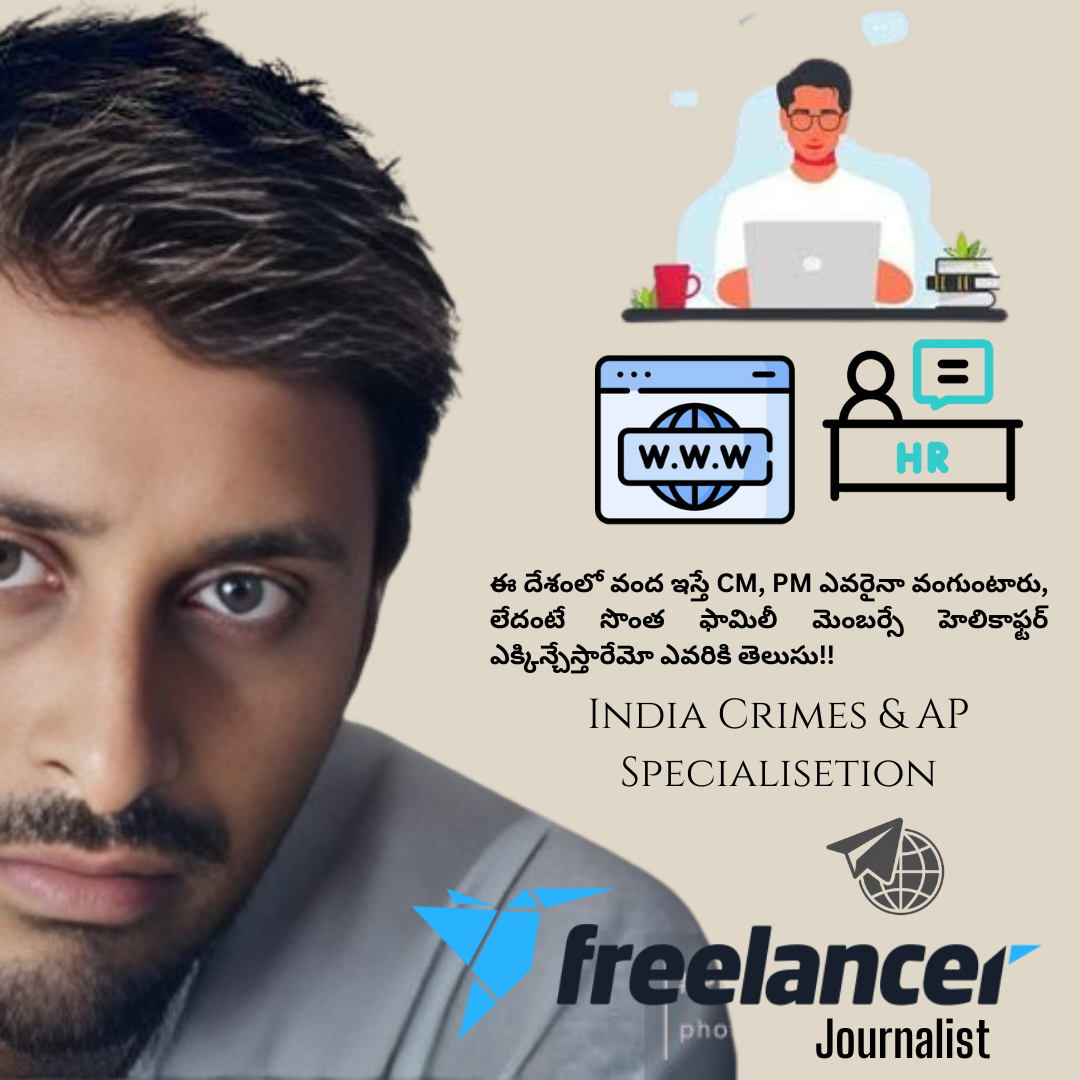 W.W.W
HR
ఈ దేశంలో వంద ఇస్తే CM, PM ఎవరైనా వంగుంటారు,
లేదంటే సొంత ఫామిలీ మెంబర్సే హెలికాఫ్టర్
ఎక్కిన్చేస్తారేమో ఎవరికి తెలుసు!!
India Crimes & AP
Specialisetion
freelancer
Journalist